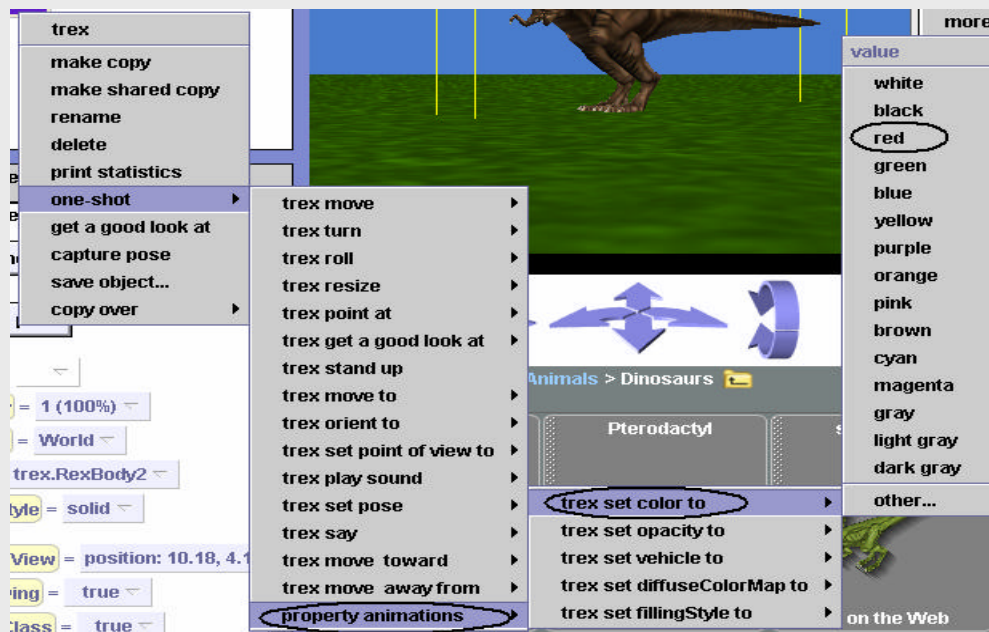 trex
make copy
make shared copy
rename
delete
print statistics
one-shot
get a good look at
capture pose
save object...
copy over
trex move
trex turn
trex roll
trex resize
trex point at
trex get a good look at
trex stand up
trex move to
trex orient to
trex set point of view to
trex play sound
trex set pose
trex say
trex move toward
trex move away from
property animations
trex set color to
trex set opacity to
trex set vehicle to
trex set diffuseColorMap to
trex set fillingStyle to
more
value
white
black
red
green
blue
yellow
purple
orange
pink
brown
cyan
magenta
gray
light gray
dark gray
other...
Animals > Dinosaurs
Pterodactyl
on the Web
= 1 (100%)
= World
trex.RexBody2
tyle = solid
View = position: 10.18, 4.1
ing = true
Class = true